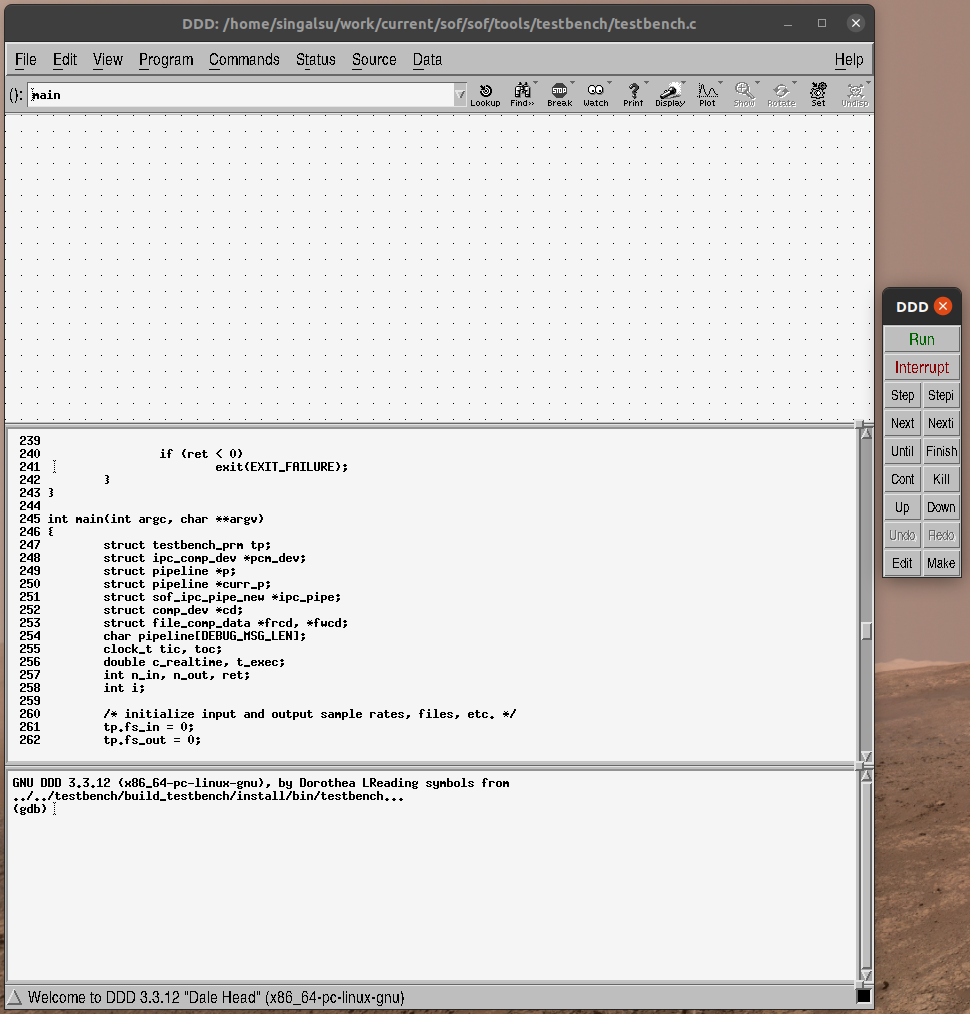 DDD: /home/singalsu/work/current/sof/sof/tools/testbench/testbench.c
File Edit View Program Commands Status Source Data Help
(): main
Lookup Find» Break Watch Print Display Plot Show Rotate Set Undisp
239
240 if (ret < 0)
241 exit(EXIT_FAILURE);
242 }
243 }
244
245 int main(int argc, char **argv)
246 {
247 struct testbench_prm tp;
248 struct ipc_comp_dev *pcm_dev;
249 struct pipeline *p;
250 struct pipeline *curr_p;
251 struct sof_ipc_pipe_new *ipc_pipe;
252 struct comp_dev *cd;
253 struct file_comp_data *frcd, *fwcd;
254 char pipeline[DEBUG_MSG_LEN];
255 clock_t tic, toc;
256 double c_realtime, t_exec;
257 int n_in, n_out, ret;
258 int i;
259
260 /* initialize input and output sample rates, files, etc. */
261 tp.fs_in = 0;
262 tp.fs_out = 0;
GNU DDD 3.3.12 (x86_64-pc-linux-gnu), by Dorothea LReading symbols from
../../testbench/build_testbench/install/bin/testbench...
(gdb)
Welcome to DDD 3.3.12 "Dale Head" (x86_64-pc-linux-gnu)
DDD
Run
Interrupt
Step Stepi
Next Nexti
Until Finish
Cont Kill
Up Down
Undo Redo
Edit Make